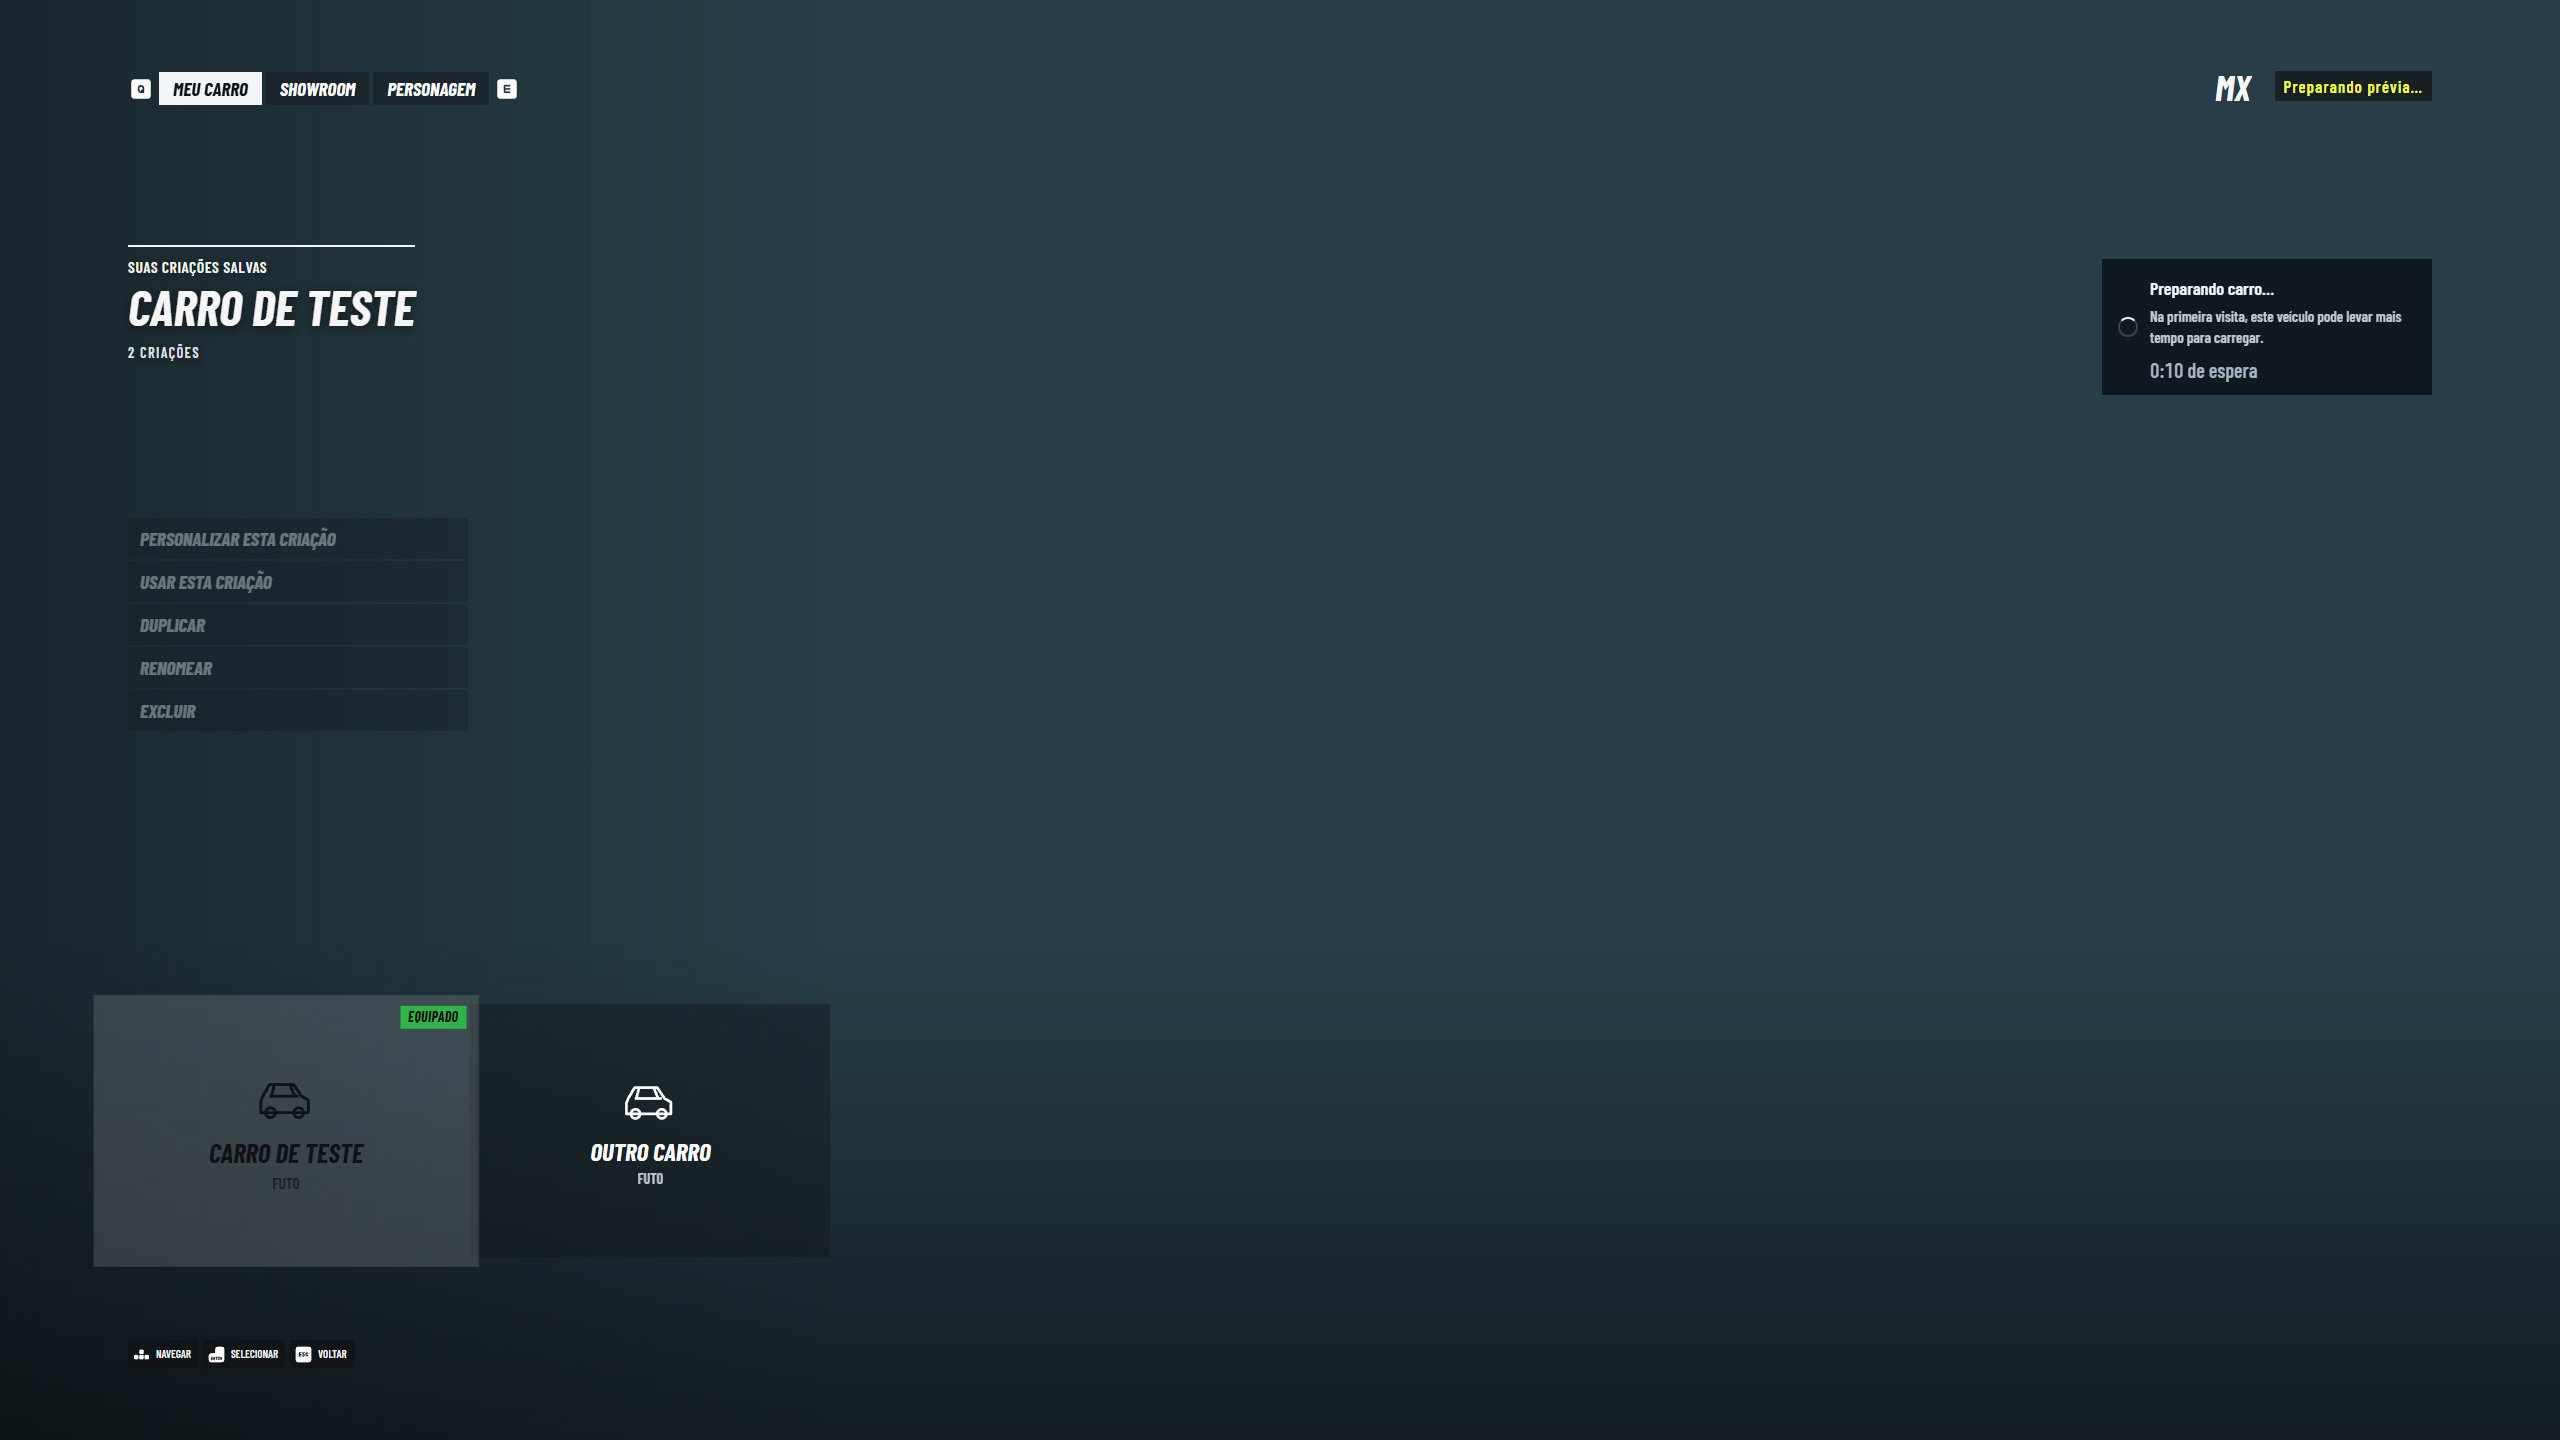 Q MEU CARRO SHOWROOM PERSONAGEM E
MX Preparando prévia...
SUAS CRIAÇÕES SALVAS
CARRO DE TESTE
2 CRIAÇÕES
Preparando carro...
Na primeira visita, este veículo pode levar mais
tempo para carregar.
0:10 de espera
PERSONALIZAR ESTA CRIAÇÃO
USAR ESTA CRIAÇÃO
DUPLICAR
RENOMEAR
EXCLUIR
EQUIPADO
CARRO DE TESTE
FUTO
OUTRO CARRO
FUTO
NAVEGAR SELECIONAR ESC VOLTAR